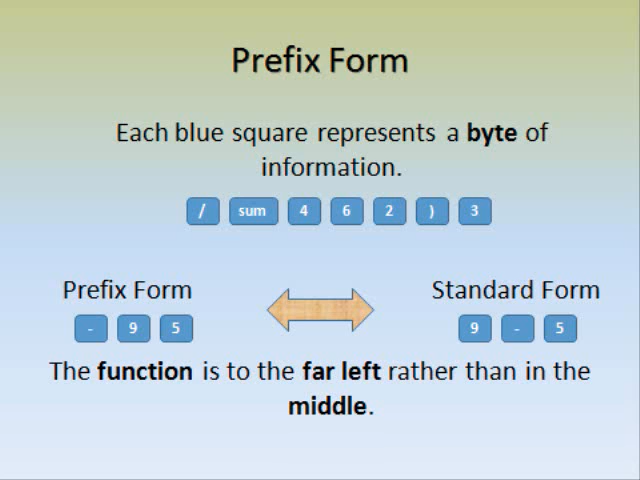 Prefix Form
Each blue square represents a byte of
information.
/ sum 4 6 2 ) 3
Prefix Form
Standard Form
- 9 5
9 - 5
The function is to the far left rather than in the
middle.